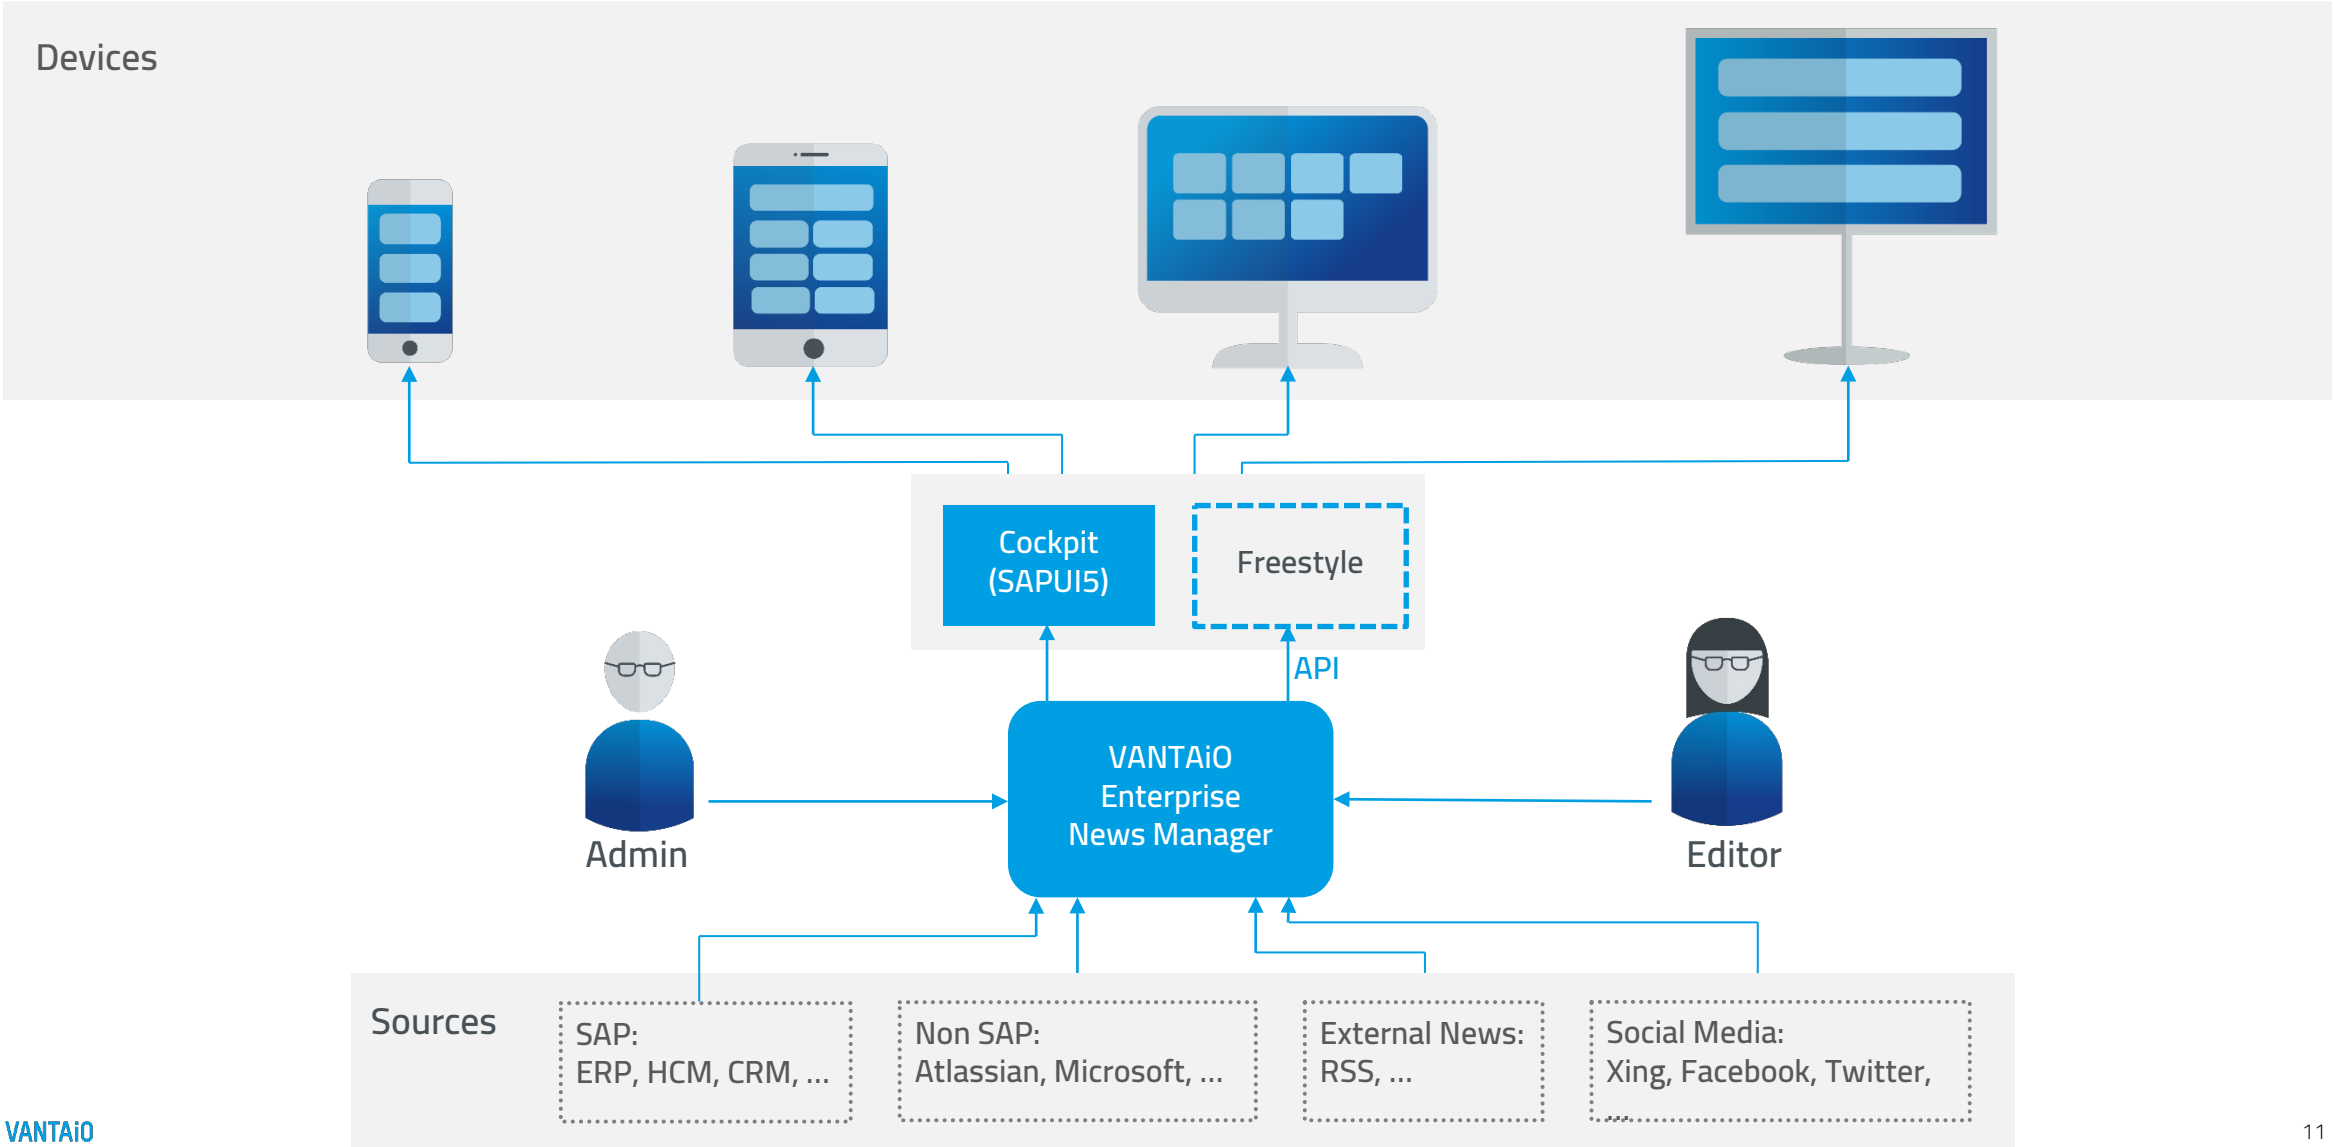 Devices
Cockpit
(SAPUI5)
Freestyle
API
VANTAiO
Enterprise
News Manager
Admin
Editor
Sources
SAP:
ERP, HCM, CRM, ...
Non SAP:
Atlassian, Microsoft, ...
External News:
RSS, ...
Social Media:
Xing, Facebook, Twitter,
...
VANTAiO
11